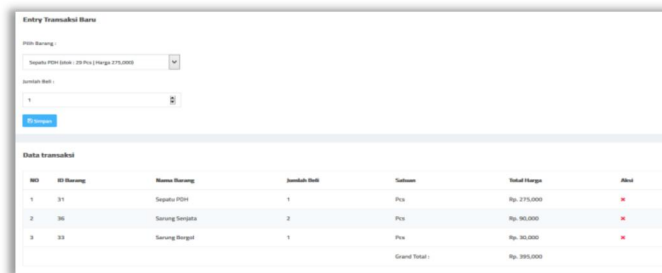 Entry Transaksi Baru
Pilih Barang :
Sepatu PDH (stok : 29 Pcs | Harga 275,000)
Jumlah Beli :
1
Simpan
Data transaksi
NO ID Barang Nama Barang Jumlah Beli Satuan Total Harga Aksi
1 31 Sepatu PDH 1 Pcs Rp. 275,000
2 36 Sarung Senjata 2 Pcs Rp. 90,000
3 33 Sarung Borgol 1 Pcs Rp. 30,000
Grand Total : Rp. 395,000